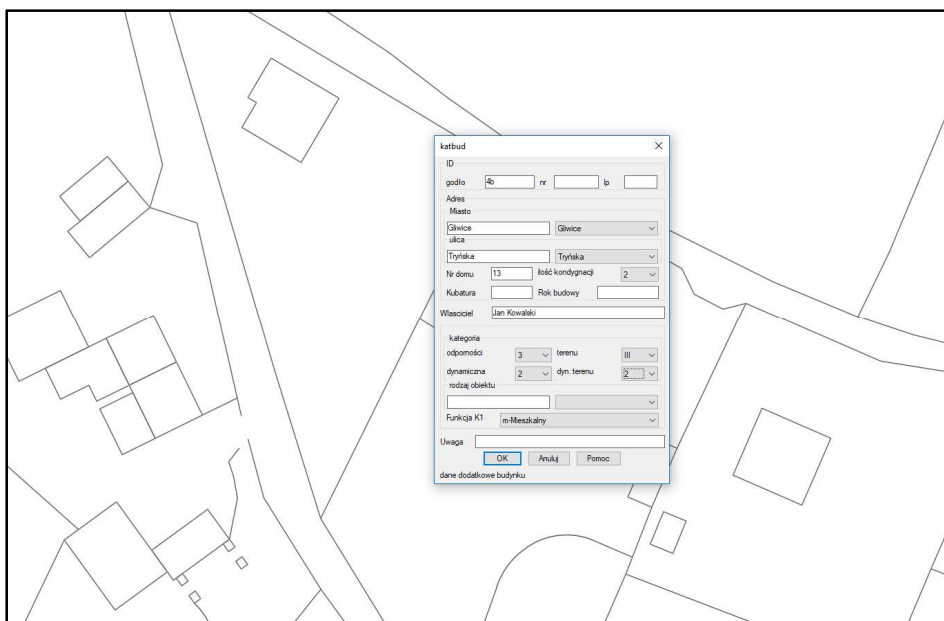 katbud
ID
godło 4b nr lp
Adres
Miasto
Gliwice Gliwice
ulica
Tryńska Tryńska
Nr domu 13 ilość kondygnacji 2
Kubatura Rok budowy
Wlasciciel Jan Kowalski
kategoria
odporności 3 terenu III
dynamiczna 2 dyn. terenu 2
rodzaj obiektu
Funkcja K1 m-Mieszkalny
Uwaga
OK Anuluj Pomoc
dane dodatkowe budynku